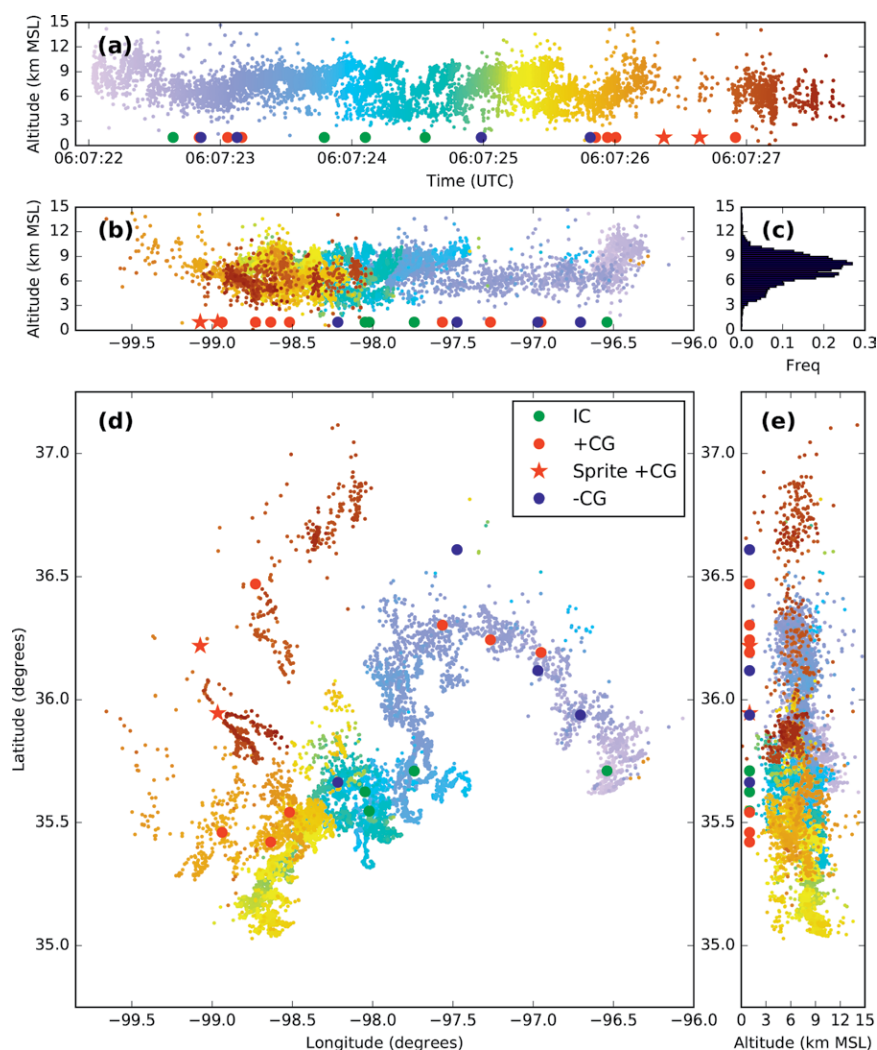 (a)
Altitude (km MSL)
15
12
9
6
3
0
06:07:22 06:07:23 06:07:24 06:07:25 06:07:26 06:07:27
Time (UTC)
(b)
Altitude (km MSL)
15
12
9
6
3
0
−99.5 −99.0 −98.5 −98.0 −97.5 −97.0 −96.5 −96.0
(c)
15
12
9
6
3
0
0.0 0.1 0.2 0.3
Freq
(d)
IC
+CG
Sprite +CG
-CG
Latitude (degrees)
37.0
36.5
36.0
35.5
35.0
−99.5 −99.0 −98.5 −98.0 −97.5 −97.0 −96.5 −96.0
Longitude (degrees)
(e)
37.0
36.5
36.0
35.5
35.0
3 6 9 12 15
Altitude (km MSL)